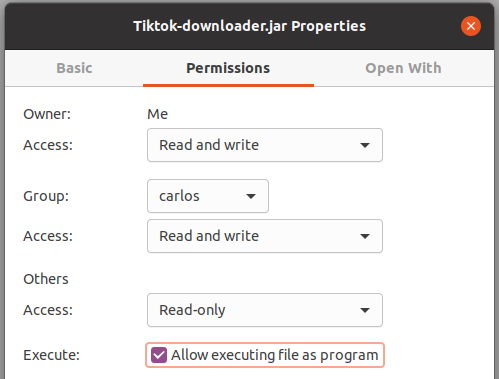 Tiktok-downloader.jar Properties
Basic Permissions Open With
Owner: Me
Access: Read and write
Group: carlos
Access: Read and write
Others
Access: Read-only
Execute: Allow executing file as program